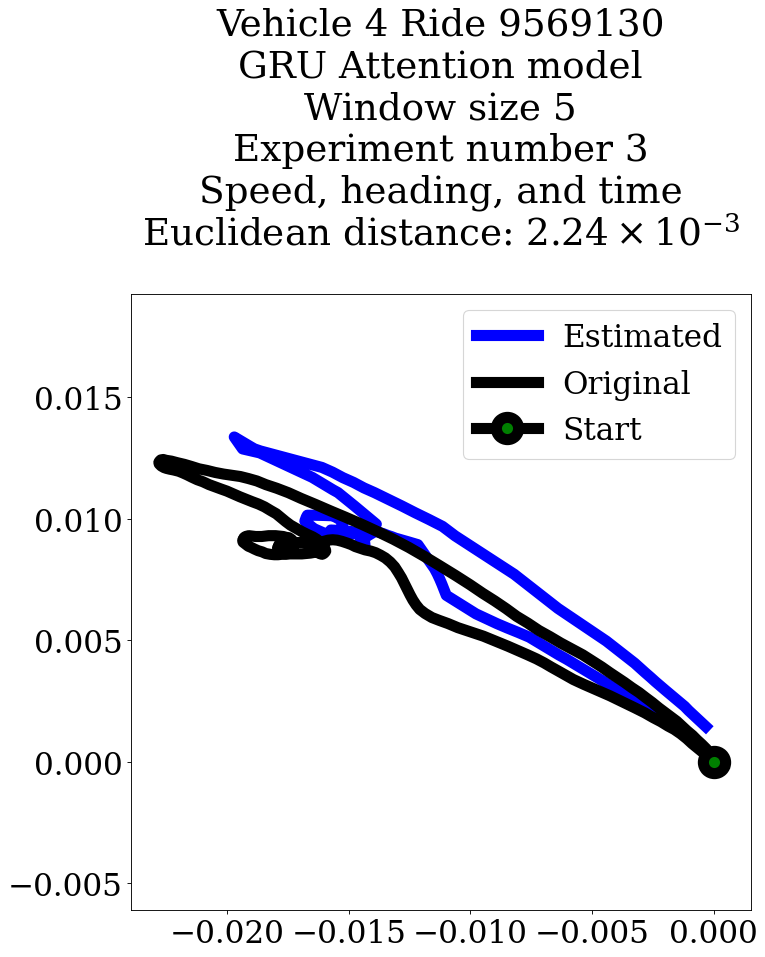 Vehicle 4 Ride 9569130
GRU Attention model
Window size 5
Experiment number 3
Speed, heading, and time
Euclidean distance: 2.24 × 10⁻³
Estimated
Original
Start
0.015
0.010
0.005
0.000
−0.005
−0.020 −0.015 −0.010 −0.005 0.000